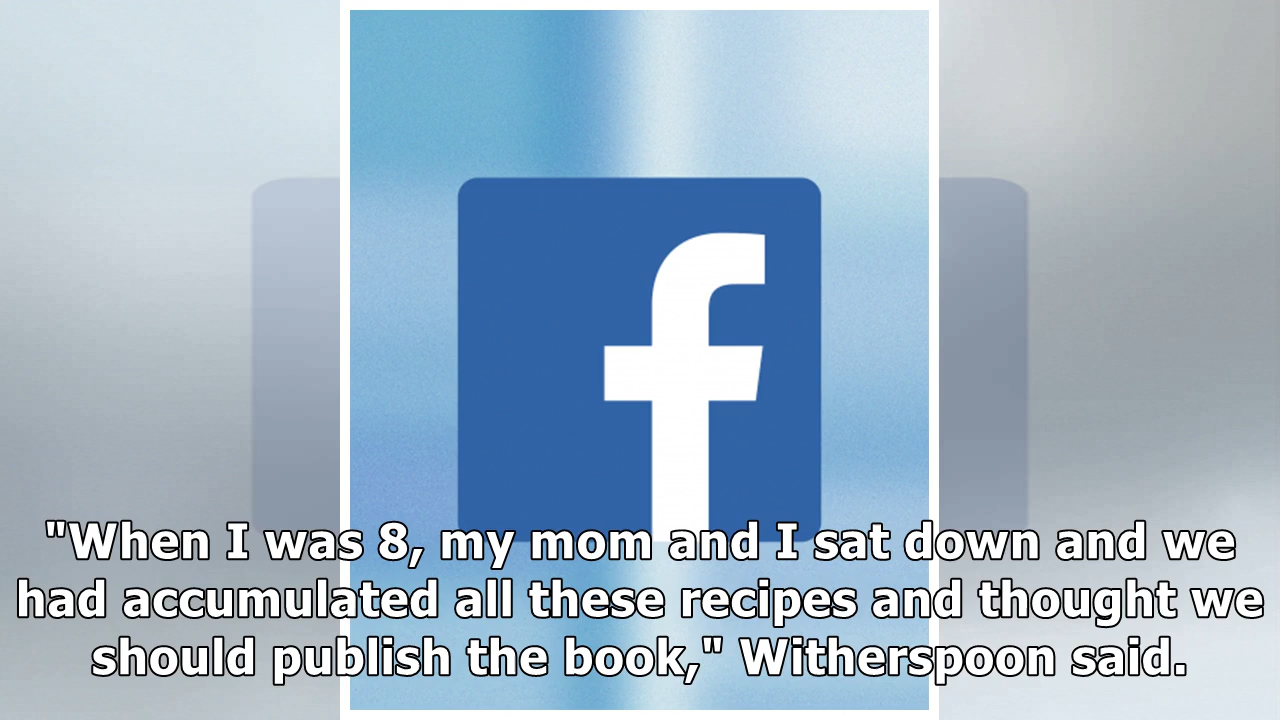 f
"When I was 8, my mom and I sat down and we
had accumulated all these recipes and thought we
should publish the book," Witherspoon said.